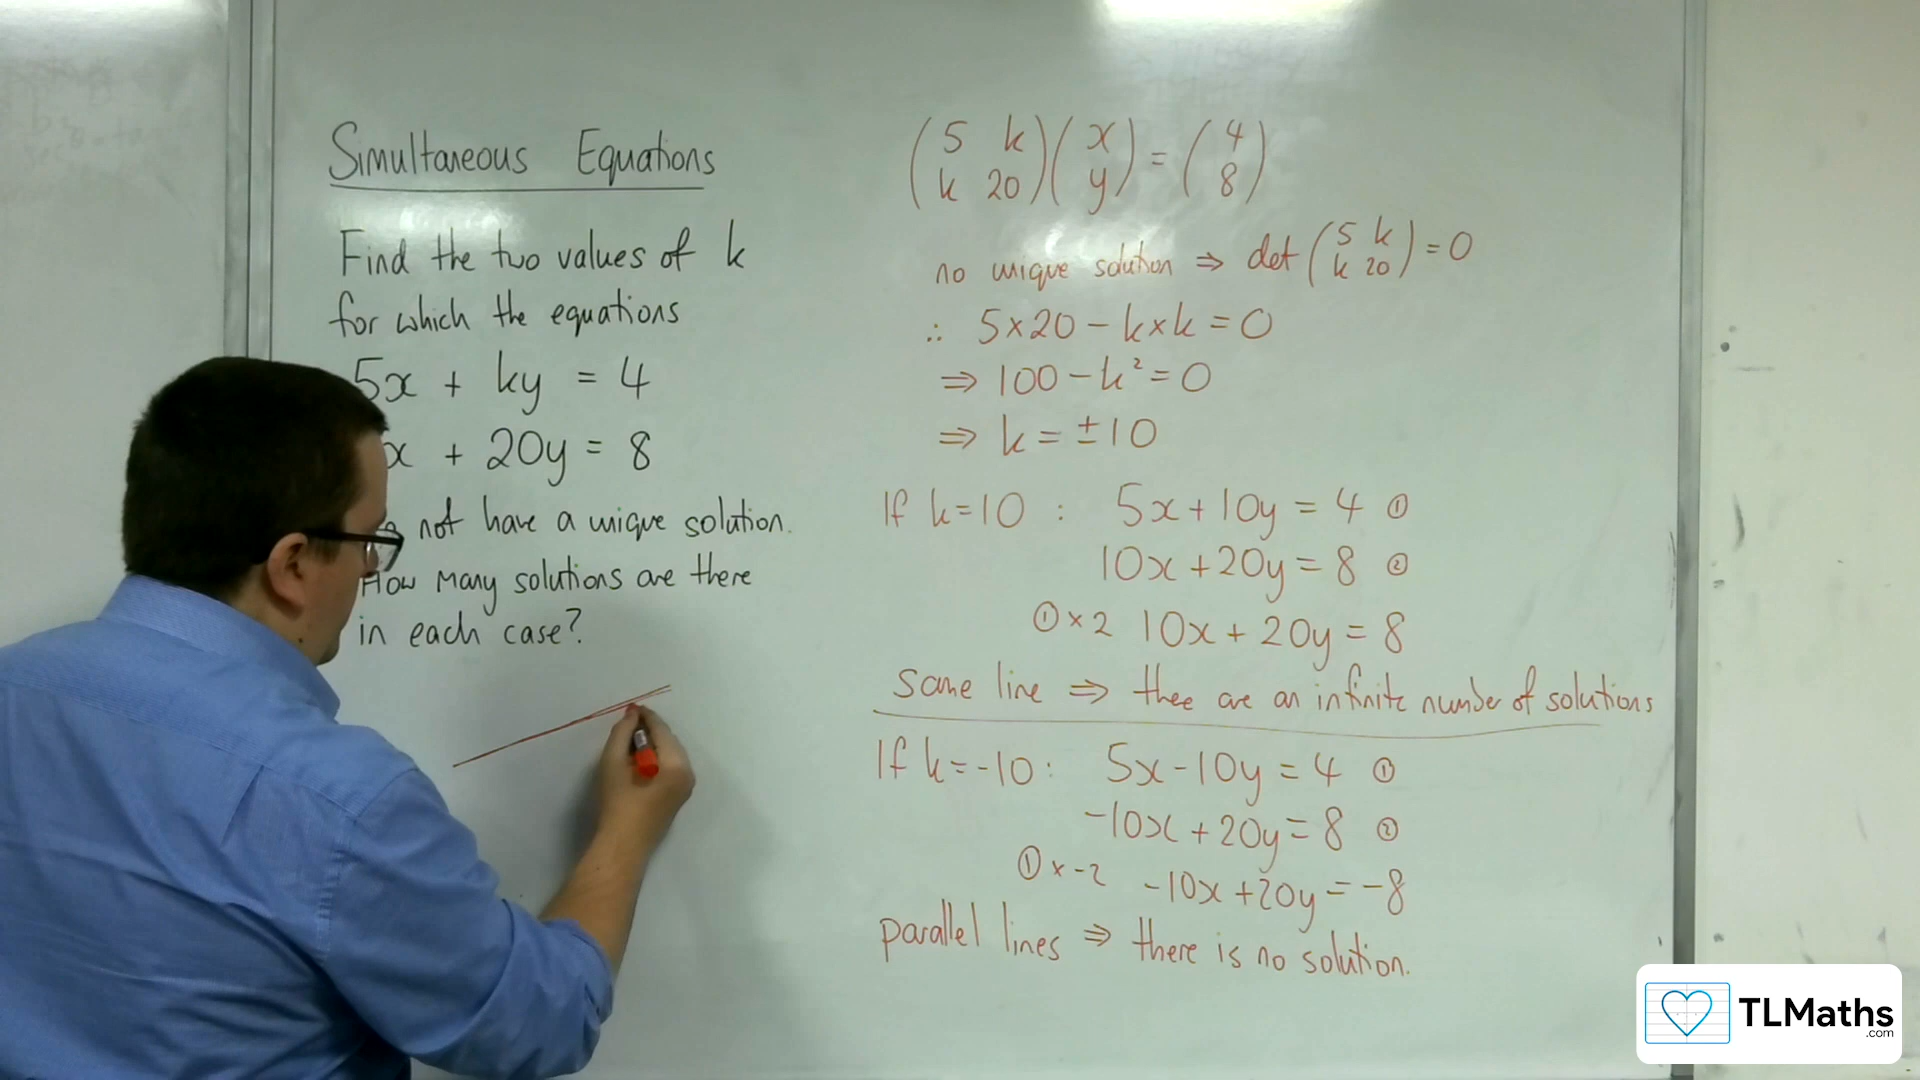 Simultaneous Equations
Find the two values of k
for which the equations
5x + ky = 4
x + 20y = 8
not have a unique solution.
How many solutions are there
in each case?
(5 k
k 20)(x
y) = (4
8)
no unique solution ⇒ det (5 k
k 20) = 0
∴ 5×20 - k×k = 0
⇒ 100 - k² = 0
⇒ k = ±10
If k=10 : 5x + 10y = 4 ①
10x + 20y = 8 ②
①×2 10x + 20y = 8
same line ⇒ thee are an infinite number of solutions
If k=-10 : 5x - 10y = 4 ①
-10x + 20y = 8 ②
①×-2 -10x + 20y = -8
parallel lines ⇒ there is no solution.
TLMaths
.com